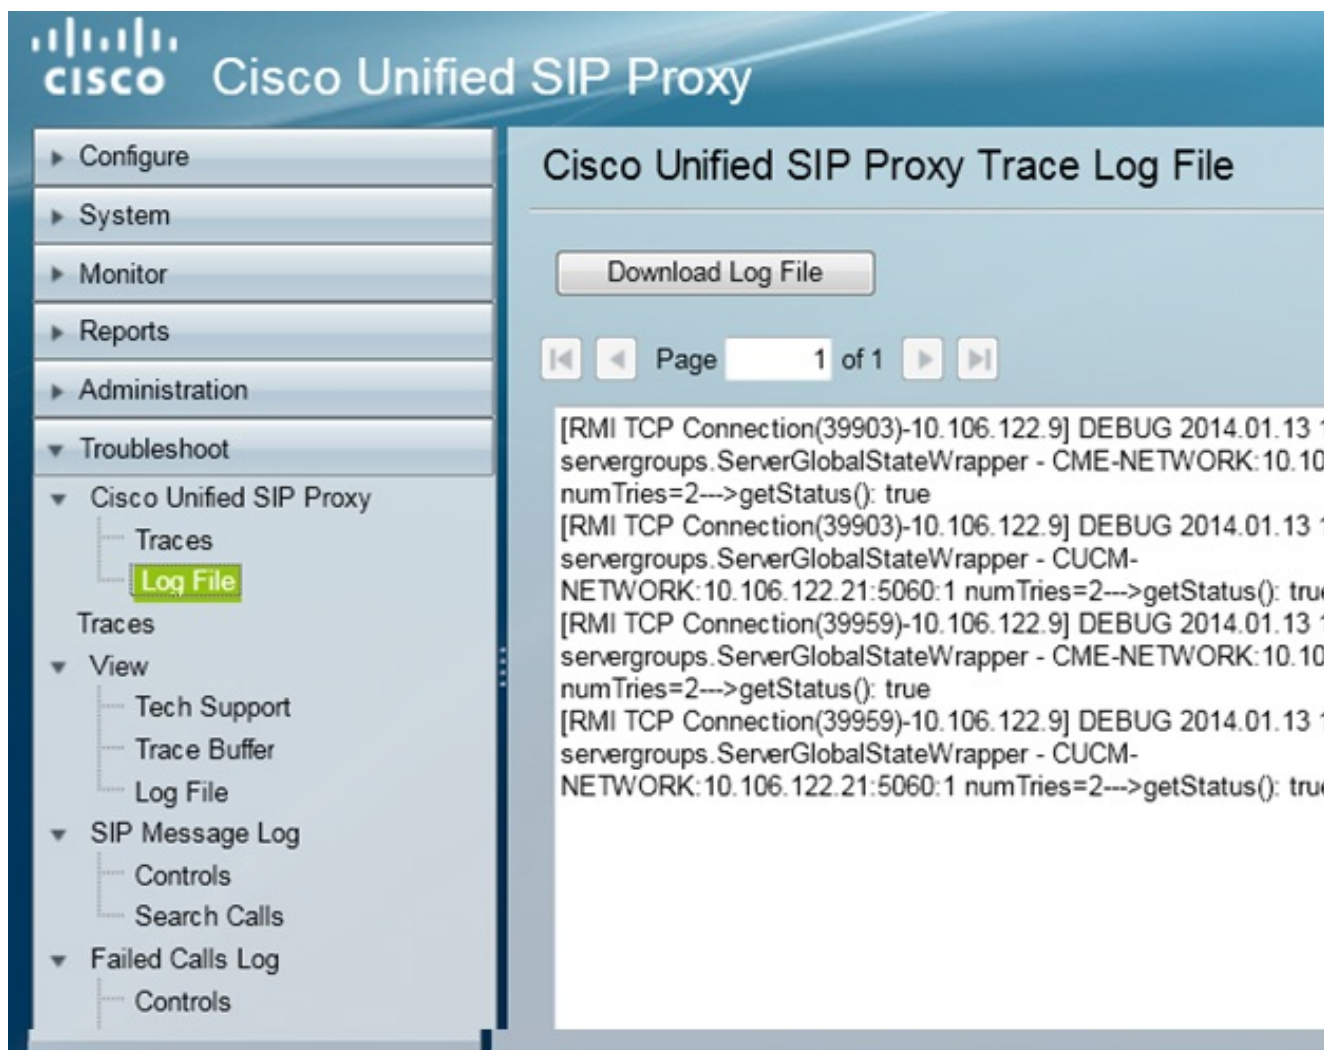 CISCO Cisco Unified SIP Proxy
Configure
System
Monitor
Reports
Administration
Troubleshoot
Cisco Unified SIP Proxy
Traces
Log File
Traces
View
Tech Support
Trace Buffer
Log File
SIP Message Log
Controls
Search Calls
Failed Calls Log
Controls
Cisco Unified SIP Proxy Trace Log File
Download Log File
Page 1 of 1
[RMI TCP Connection(39903)-10.106.122.9] DEBUG 2014.01.13 1
servergroups.ServerGlobalStateWrapper - CME-NETWORK:10.10
numTries=2--->getStatus(): true
[RMI TCP Connection(39903)-10.106.122.9] DEBUG 2014.01.13 1
servergroups.ServerGlobalStateWrapper - CUCM-
NETWORK:10.106.122.21:5060:1 numTries=2--->getStatus(): true
[RMI TCP Connection(39959)-10.106.122.9] DEBUG 2014.01.13 1
servergroups.ServerGlobalStateWrapper - CME-NETWORK:10.10
numTries=2--->getStatus(): true
[RMI TCP Connection(39959)-10.106.122.9] DEBUG 2014.01.13 1
servergroups.ServerGlobalStateWrapper - CUCM-
NETWORK:10.106.122.21:5060:1 numTries=2--->getStatus(): true